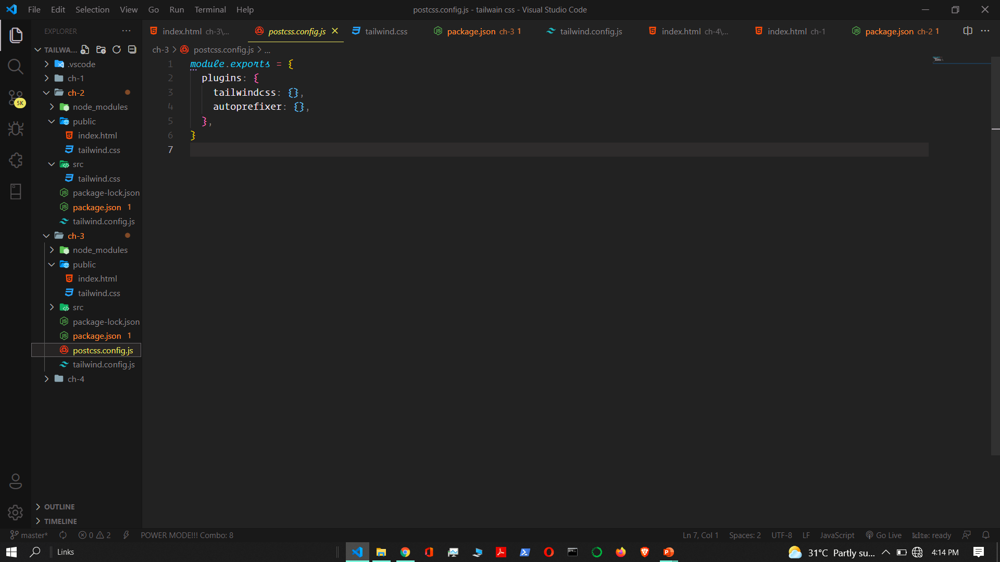 File Edit Selection View Go Run Terminal Help
postcss.config.js - tailwain css - Visual Studio Code
EXPLORER
index.html ch-3\...
postcss.config.js
tailwind.css
package.json ch-3 1
tailwind.config.js
index.html ch-4\...
index.html ch-1
package.json ch-2 1
TAILWA...
ch-3 > postcss.config.js > ...
.vscode
ch-1
ch-2
node_modules
public
index.html
tailwind.css
src
tailwind.css
package-lock.json
package.json 1
tailwind.config.js
ch-3
node_modules
public
index.html
tailwind.css
src
package-lock.json
package.json 1
postcss.config.js
tailwind.config.js
ch-4
5K
1 module.exports = {
2 plugins: {
3 tailwindcss: {},
4 autoprefixer: {},
5 },
6 }
7
OUTLINE
TIMELINE
master* 0 2 POWER MODE!!! Combo: 8
Ln 7, Col 1 Spaces: 2 UTF-8 LF JavaScript Go Live kite: ready
Links
31°C Partly su... 4:14 PM